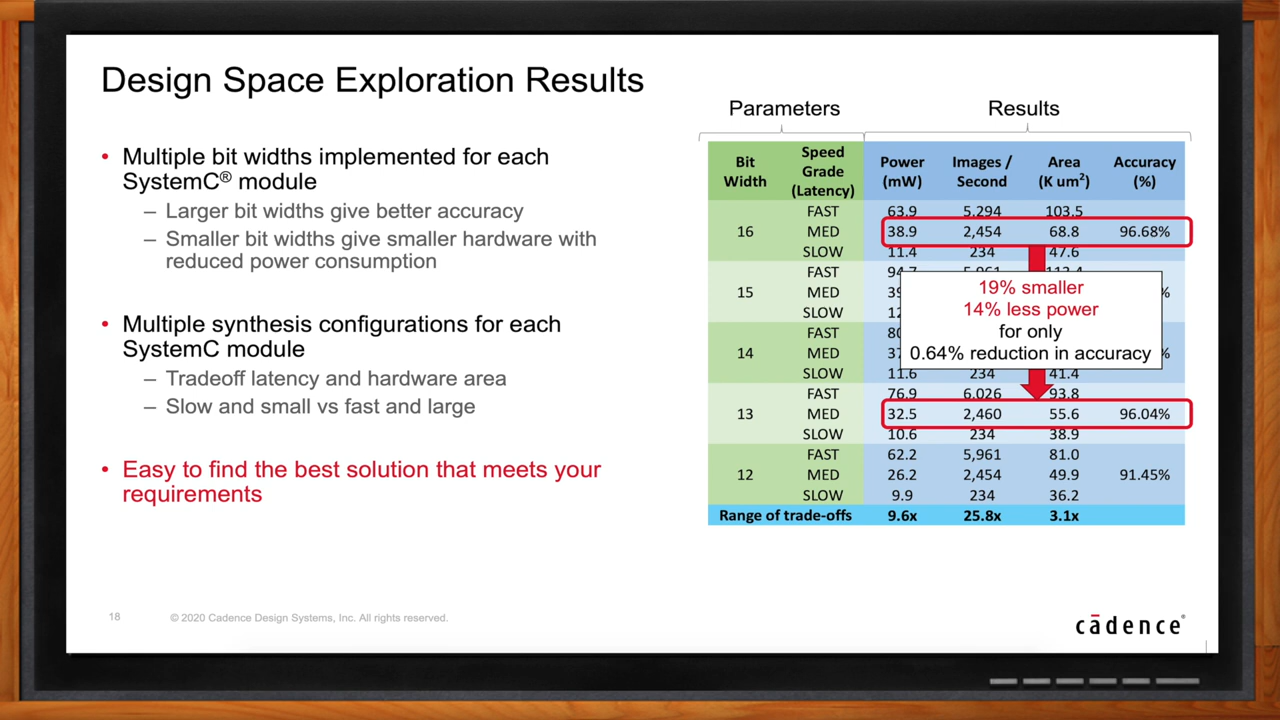 Design Space Exploration Results
• Multiple bit widths implemented for each
SystemC® module
– Larger bit widths give better accuracy
– Smaller bit widths give smaller hardware with
reduced power consumption
• Multiple synthesis configurations for each
SystemC module
– Tradeoff latency and hardware area
– Slow and small vs fast and large
• Easy to find the best solution that meets your
requirements
Parameters Results
Bit Width Speed Grade (Latency) Power (mW) Images / Second Area (K um²) Accuracy (%)
FAST 63.9 5,294 103.5
16 MED 38.9 2,454 68.8 96.68%
SLOW 11.4 234 47.6
FAST
15 MED
SLOW
FAST
14 MED
SLOW 11.6 234 41.4
FAST 76.9 6,026 93.8
13 MED 32.5 2,460 55.6 96.04%
SLOW 10.6 234 38.9
FAST 62.2 5,961 81.0
12 MED 26.2 2,454 49.9 91.45%
SLOW 9.9 234 36.2
Range of trade-offs 9.6x 25.8x 3.1x
19% smaller
14% less power
for only
0.64% reduction in accuracy
18 © 2020 Cadence Design Systems, Inc. All rights reserved.
cādence®